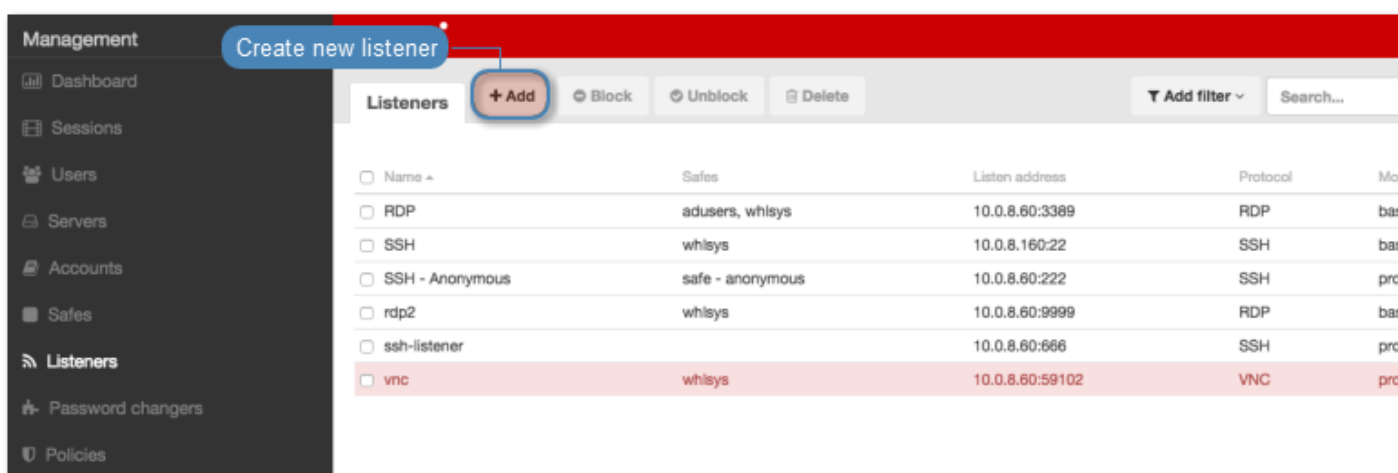 Management
Create new listener
Dashboard
Listeners
+ Add
Block
Unblock
Delete
Add filter
Search...
Sessions
Users
Name Safes Listen address Protocol
Servers
RDP adusers, whlsys 10.0.8.60:3389 RDP
SSH whlsys 10.0.8.160:22 SSH
Accounts
SSH - Anonymous safe - anonymous 10.0.8.60:222 SSH
Safes
rdp2 whlsys 10.0.8.60:9999 RDP
Listeners
ssh-listener 10.0.8.60:666 SSH
vnc whlsys 10.0.8.60:59102 VNC
Password changers
Policies